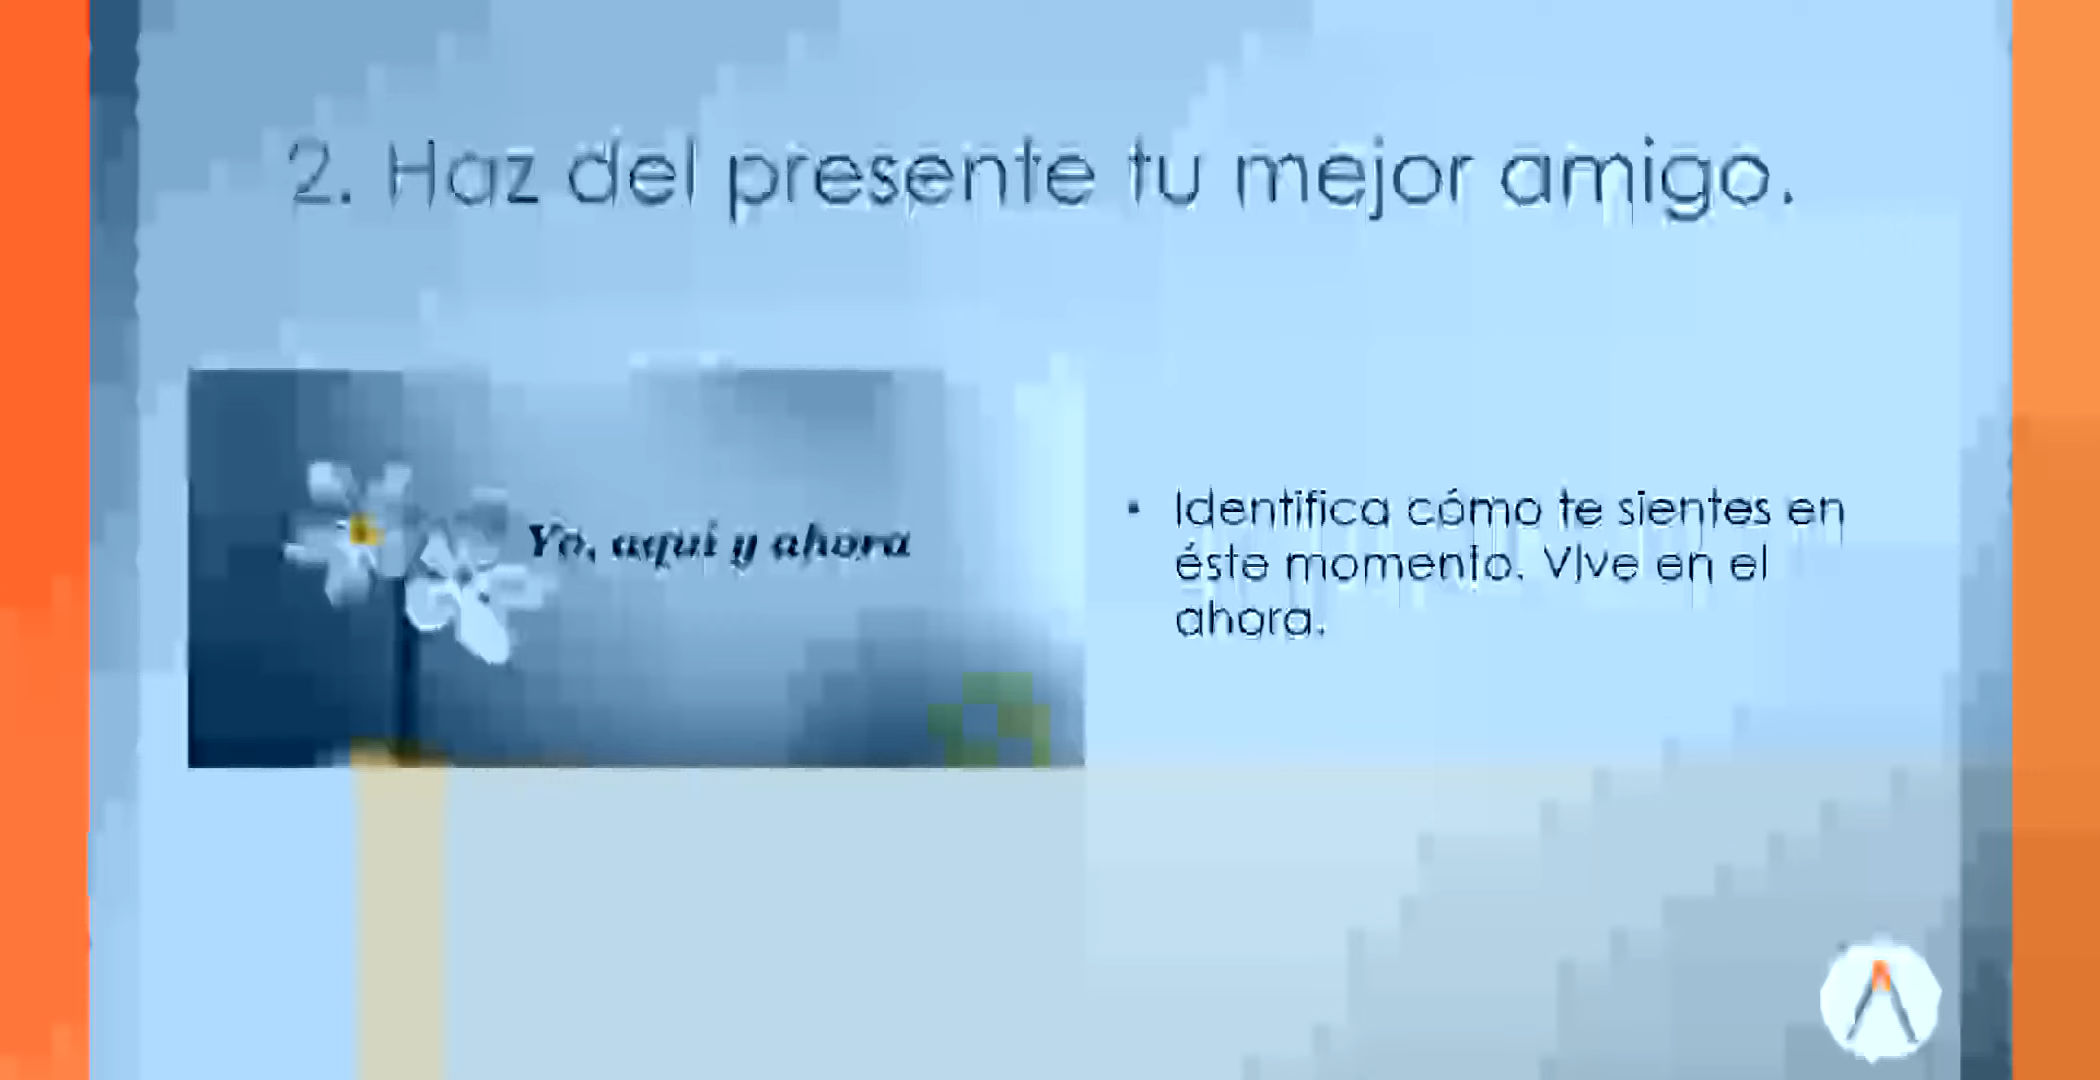 2. Haz del presente tu mejor amigo.
Yo, aquí y ahora
▪ Identifica cómo te sientes en
éste momento. Vive en el
ahora.